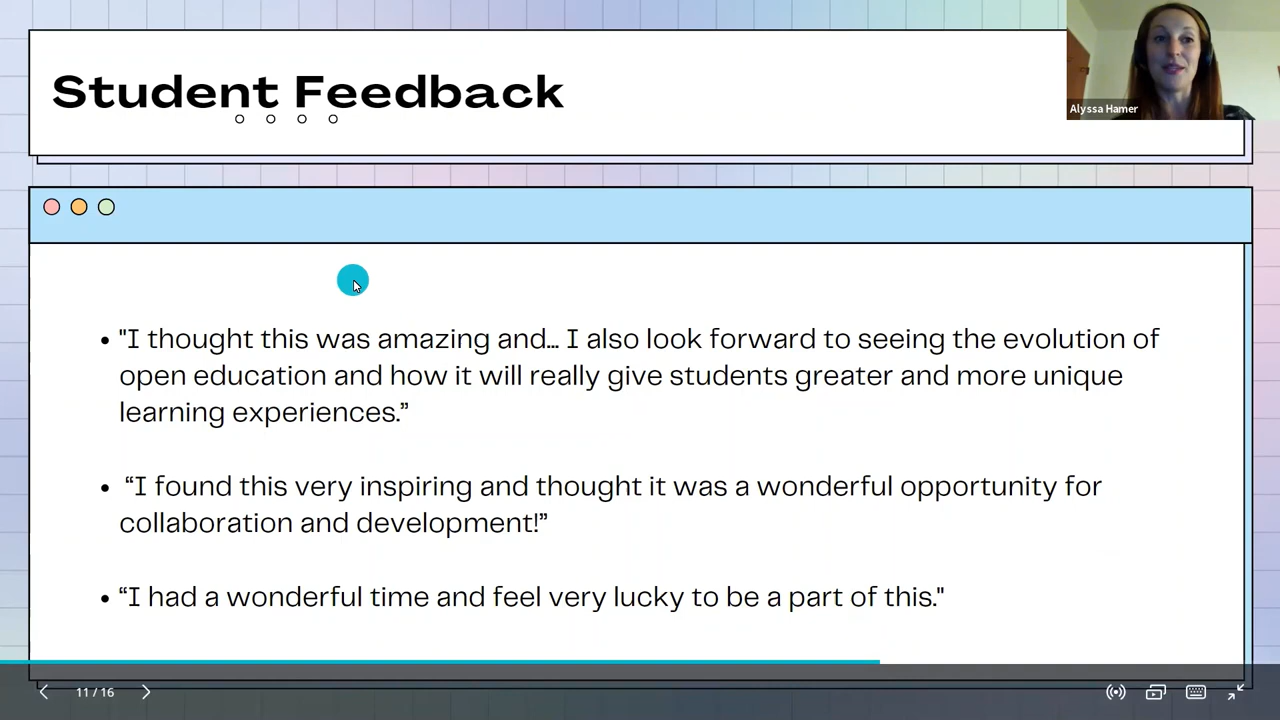 Student Feedback
Alyssa Hamer
• "I thought this was amazing and... I also look forward to seeing the evolution of
open education and how it will really give students greater and more unique
learning experiences.”
• “I found this very inspiring and thought it was a wonderful opportunity for
collaboration and development!”
• “I had a wonderful time and feel very lucky to be a part of this."
11 / 16